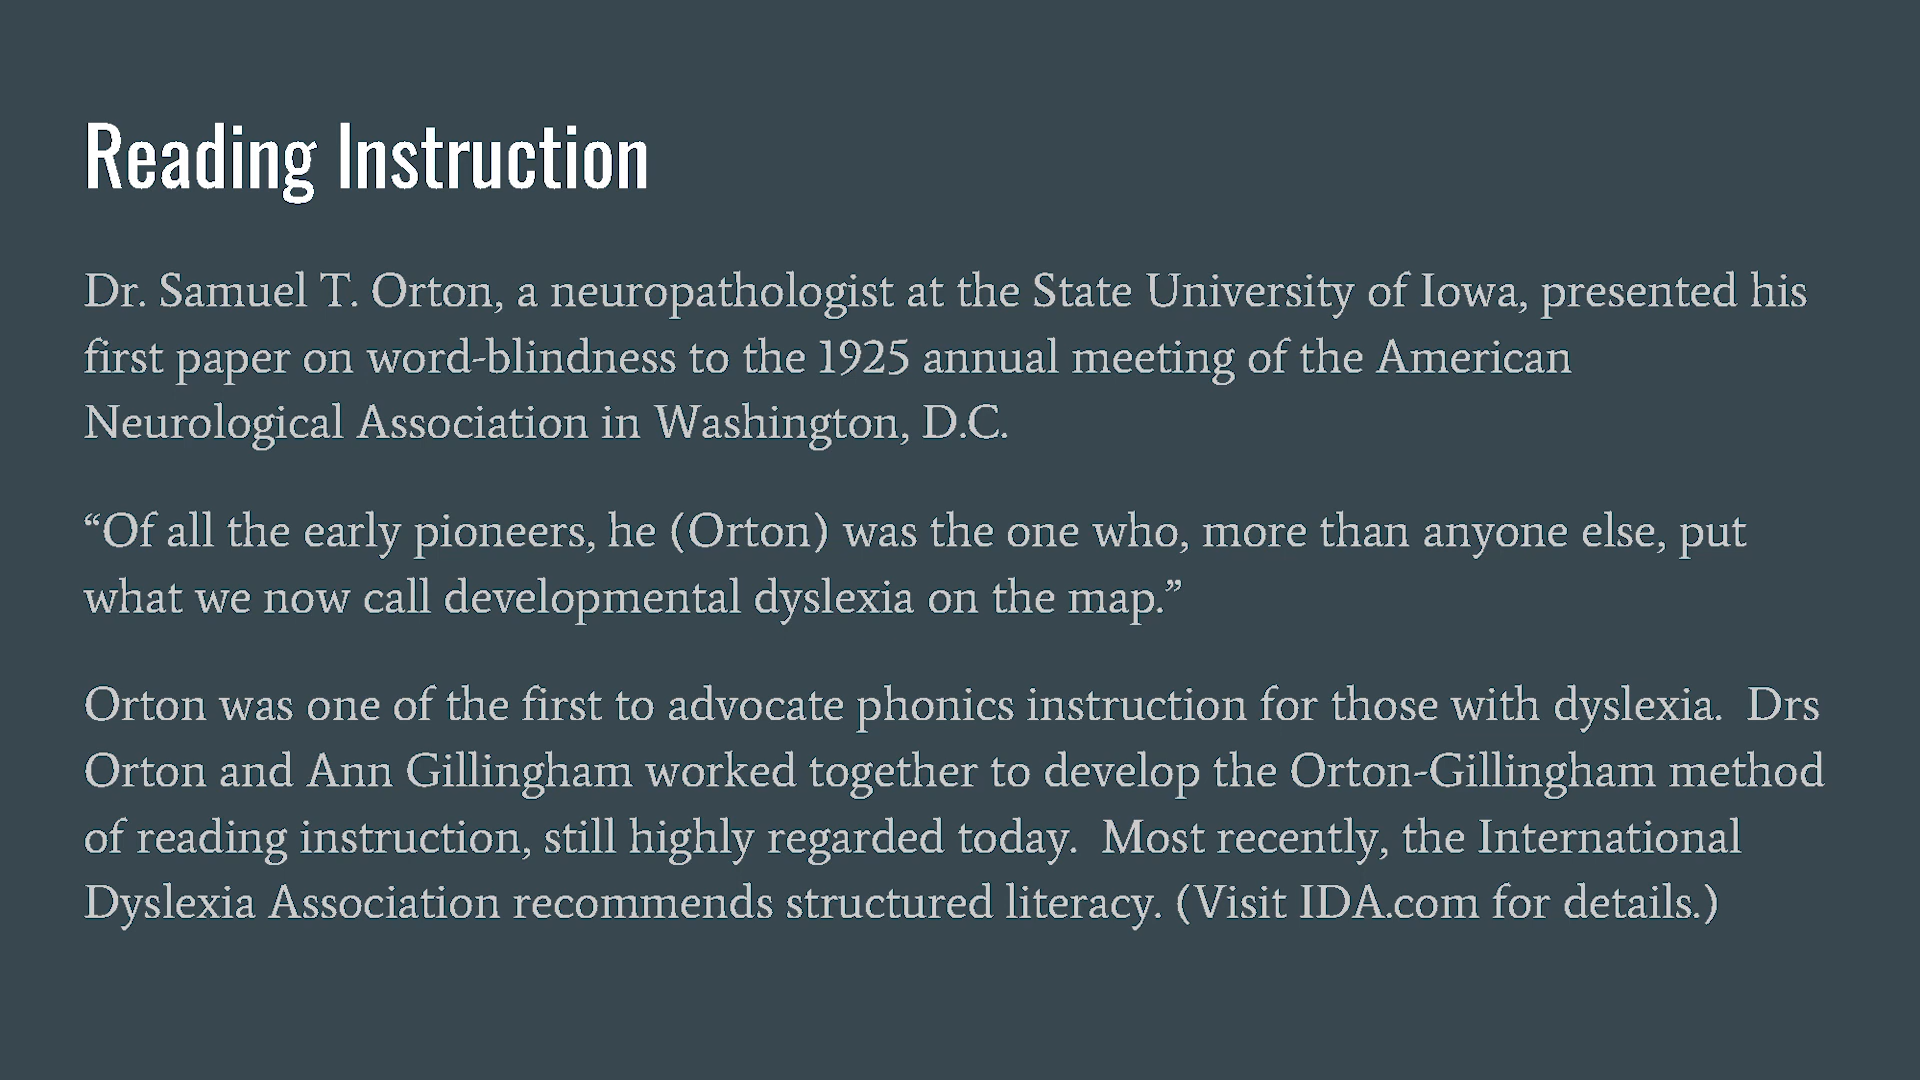 Reading Instruction
Dr. Samuel T. Orton, a neuropathologist at the State University of Iowa, presented his
first paper on word-blindness to the 1925 annual meeting of the American
Neurological Association in Washington, D.C.
“Of all the early pioneers, he (Orton) was the one who, more than anyone else, put
what we now call developmental dyslexia on the map.”
Orton was one of the first to advocate phonics instruction for those with dyslexia.  Drs
Orton and Ann Gillingham worked together to develop the Orton-Gillingham method
of reading instruction, still highly regarded today.  Most recently, the International
Dyslexia Association recommends structured literacy. (Visit IDA.com for details.)